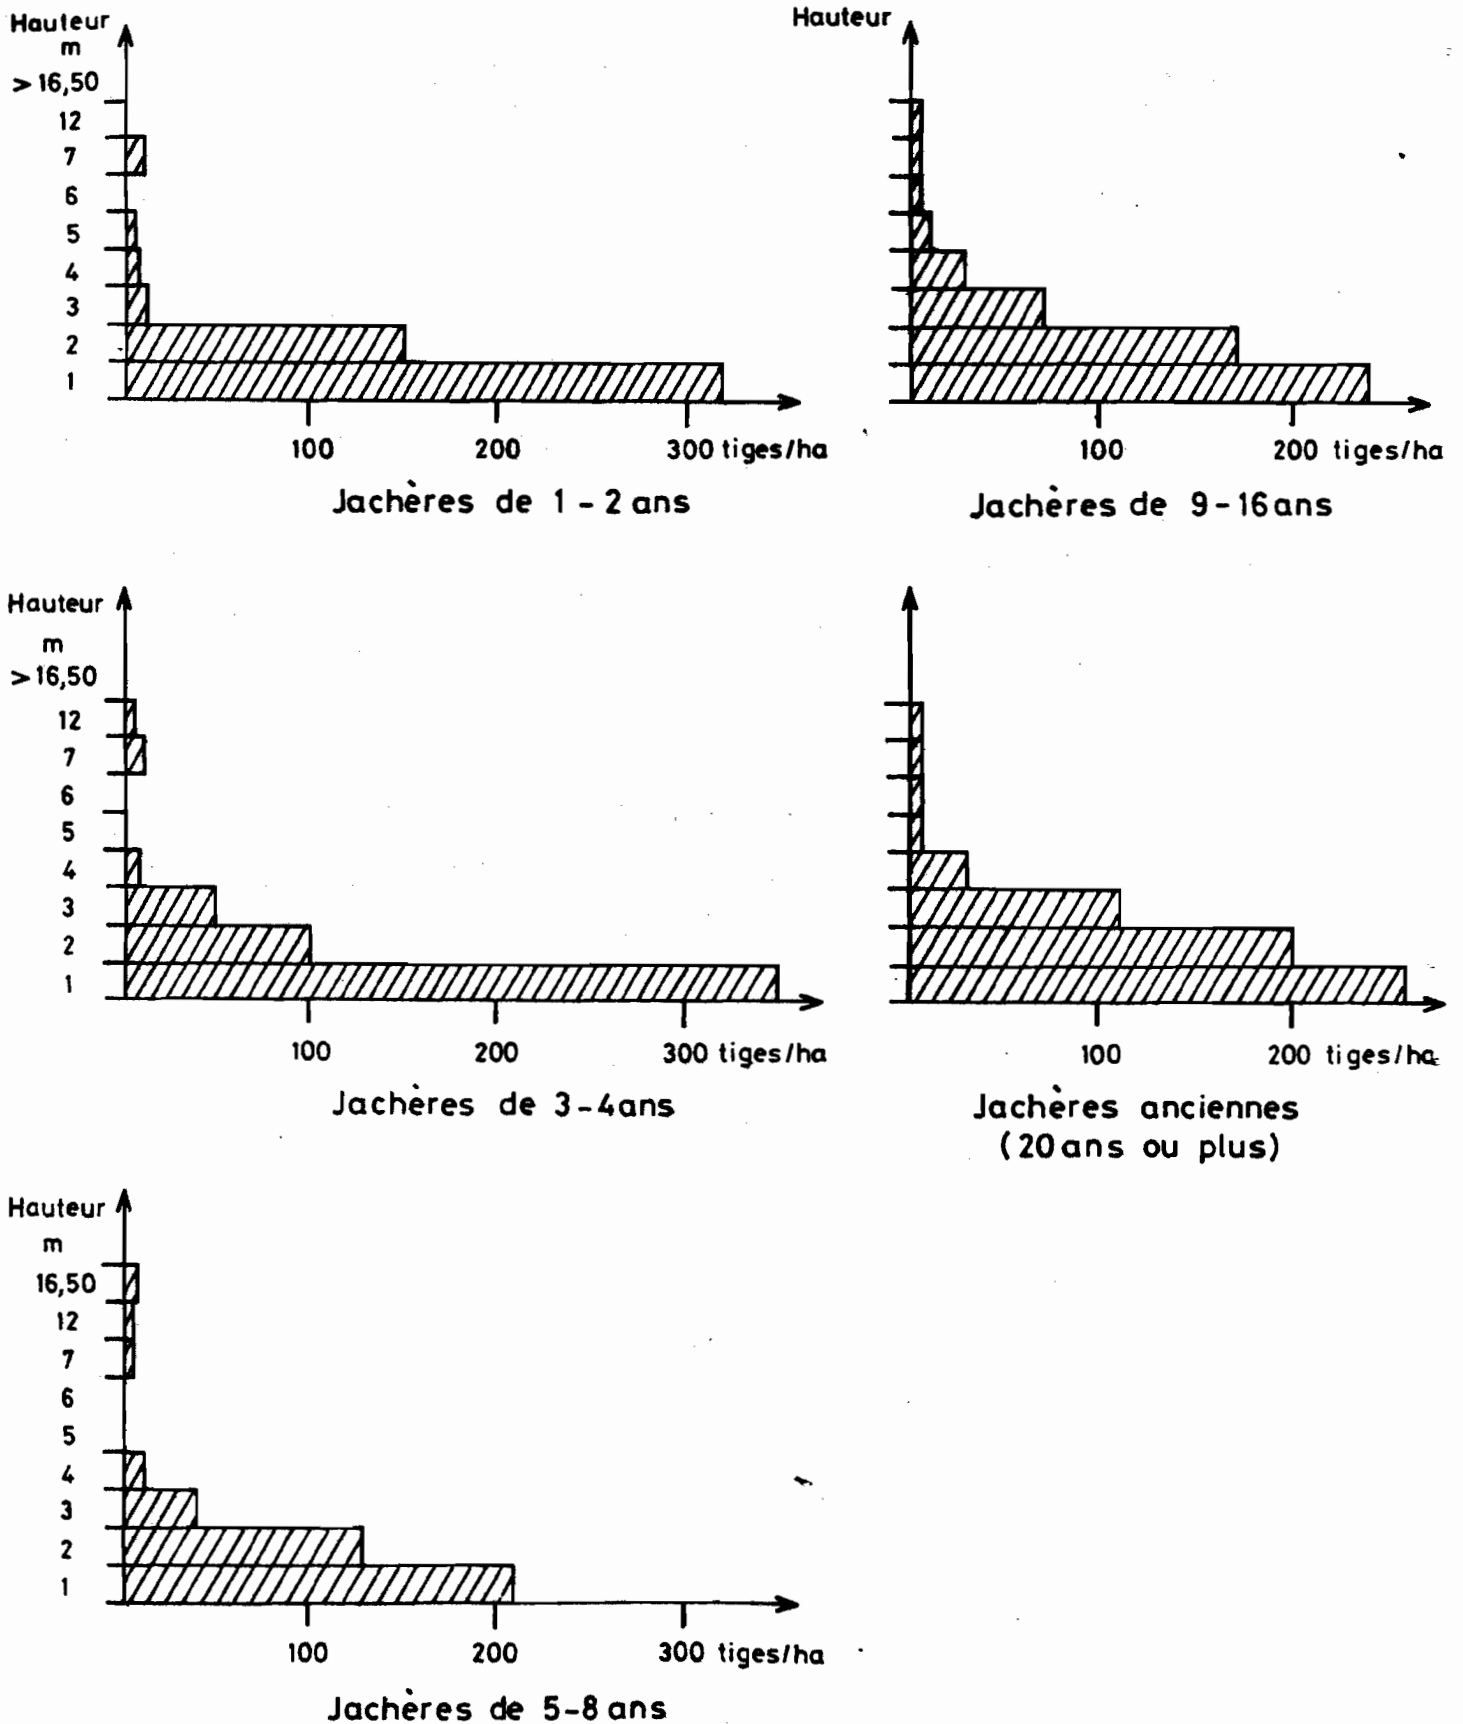 Hauteur
m
> 16,50
12
7
6
5
4
3
2
1
100 200 300 tiges/ha
Jachères de 1-2 ans
Hauteur
100 200 tiges/ha
Jachères de 9-16 ans
Hauteur
m
> 16,50
12
7
6
5
4
3
2
1
100 200 300 tiges/ha
Jachères de 3-4 ans
100 200 tiges/ha
Jachères anciennes
(20 ans ou plus)
Hauteur
m
16,50
12
7
6
5
4
3
2
1
100 200 300 tiges/ha
Jachères de 5-8 ans